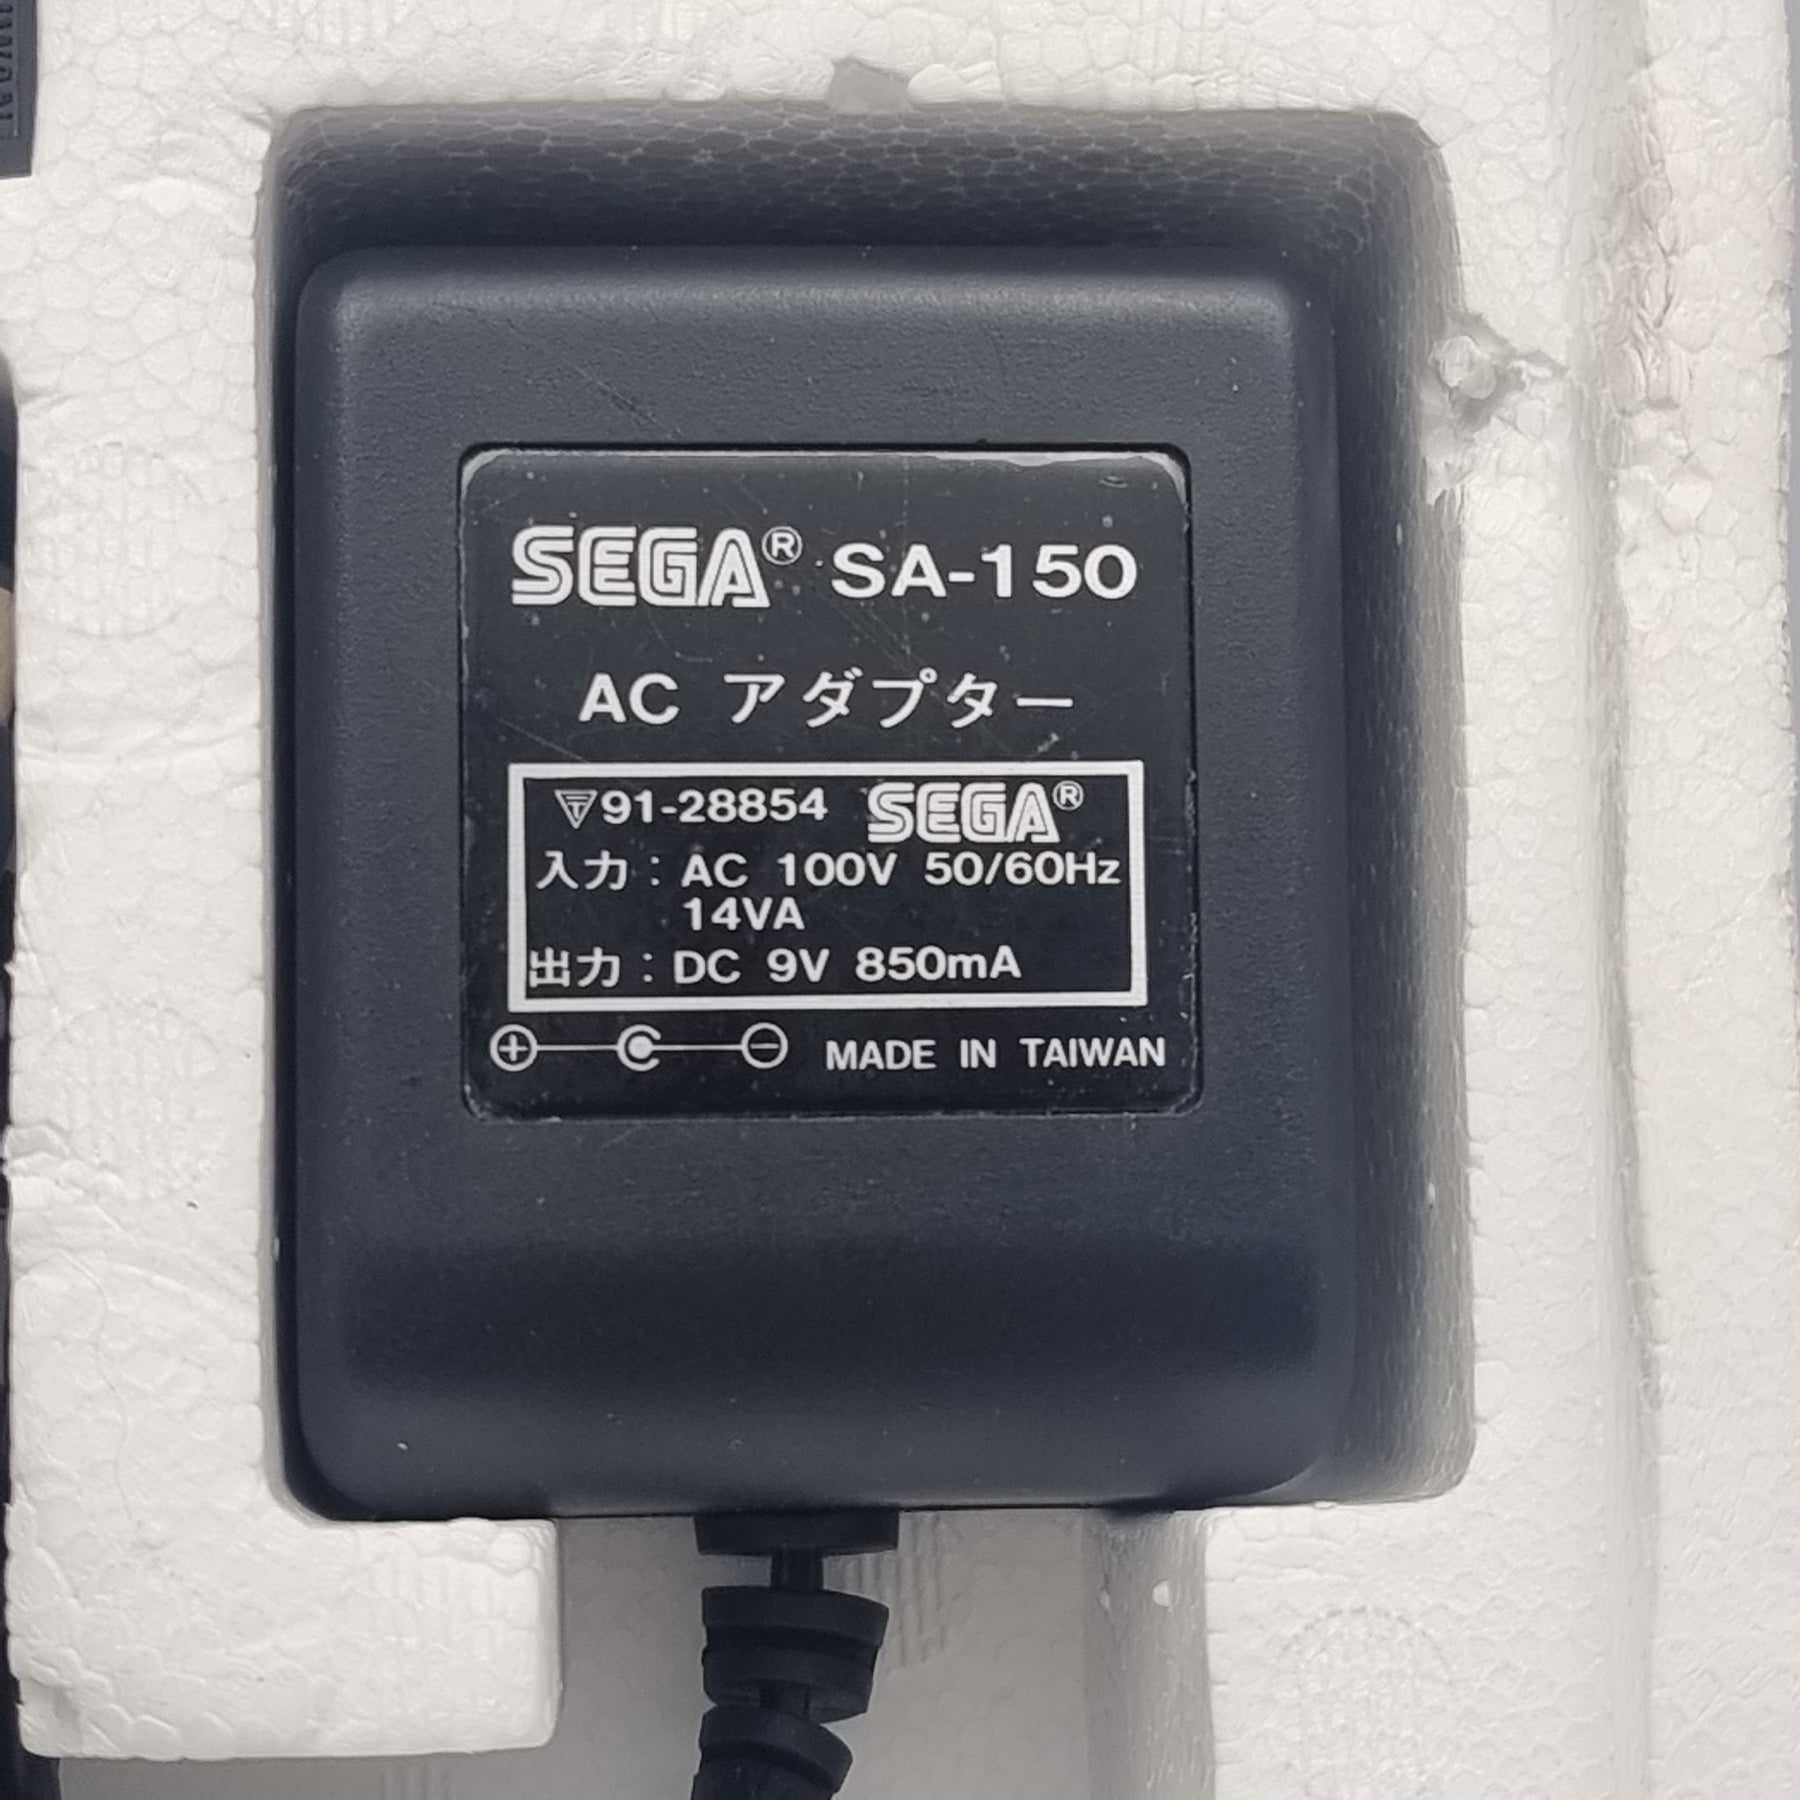 SEGA® SA-150
AC アダプター
91-28854 SEGA®
入力：AC 100V 50/60Hz
14VA
出力：DC 9V 850mA
MADE IN TAIWAN